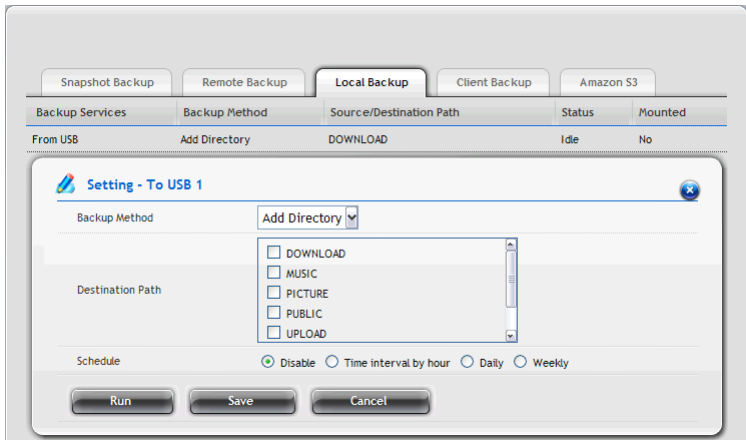 Snapshot Backup Remote Backup Local Backup Client Backup Amazon S3
Backup Services Backup Method Source/Destination Path Status Mounted
From USB Add Directory DOWNLOAD Idle No
Setting - To USB 1
Backup Method Add Directory
DOWNLOAD
MUSIC
Destination Path PICTURE
PUBLIC
UPLOAD
Schedule Disable Time interval by hour Daily Weekly
Run Save Cancel